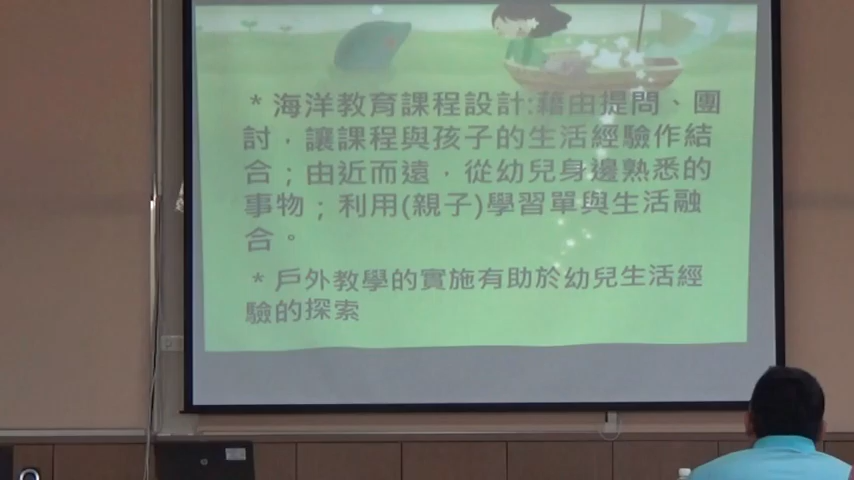 *海洋教育課程設計:藉由提問、團
討，讓課程與孩子的生活經驗作結
合；由近而遠，從幼兒身邊熟悉的
事物；利用(親子)學習單與生活融
合。
*戶外教學的實施有助於幼兒生活經
驗的探索